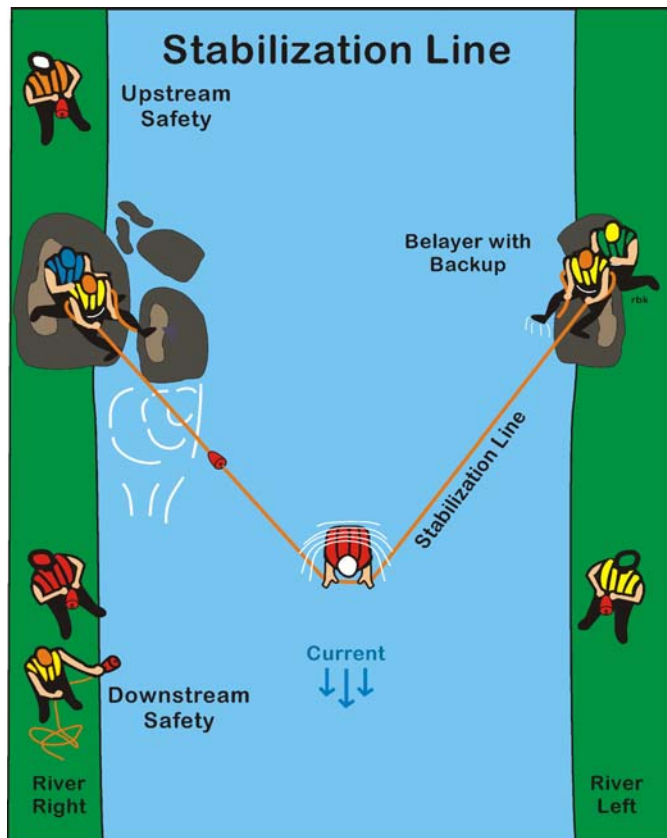 Stabilization Line
Upstream
Safety
Belayer with
Backup
rbk
Stabilization Line
Current
Downstream
Safety
River
Right
River
Left